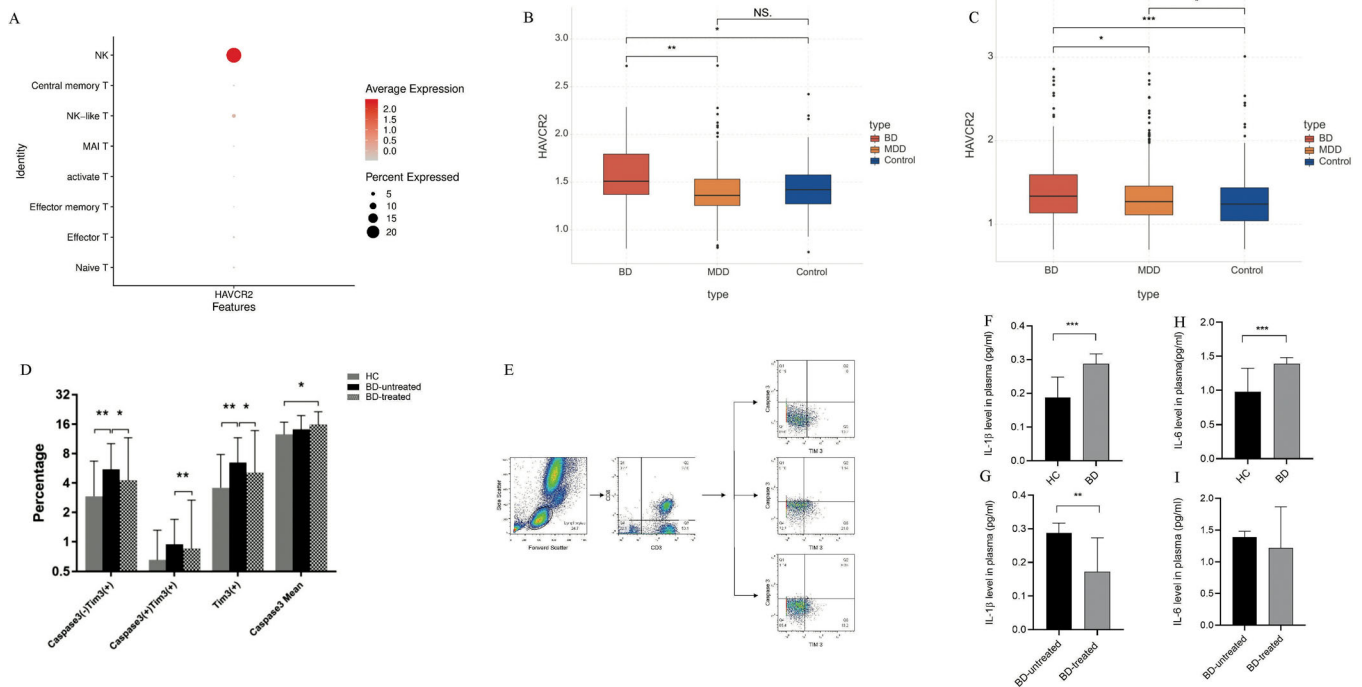 A
NK
Central memory T
NK-like T
MAI T
activate T
Effector memory T
Effector T
Naive T
Identity
HAVCR2
Features
Average Expression
2.0
1.5
1.0
0.5
0.0
Percent Expressed
5
10
15
20
B
NS.
*
**
3.0
2.5
2.0
1.5
1.0
HAVCR2
BD
MDD
Control
type
type
BD
MDD
Control
C
***
*
3
2
1
HAVCR2
BD
MDD
Control
type
type
BD
MDD
Control
D
HC
BD-untreated
BD-treated
** *
**
** *
*
32
16
8
4
2
1
0.5
Percentage
Caspase3(-)Tim3(+)
Caspase3(+)Tim3(+)
Tim3(+)
Caspase3 Mean
E
Side Scatter
Forward Scatter
CD8
CD3
Caspase 3
TIM 3
Caspase 3
TIM 3
Caspase 3
TIM 3
F
***
0.4
0.3
0.2
0.1
0.0
IL-1β level in plasma (pg/ml)
HC
BD
H
***
2.0
1.5
1.0
0.5
0.0
IL-6 level in plasma(pg/ml)
HC
BD
G
**
0.4
0.3
0.2
0.1
0.0
IL-1β level in plasma (pg/ml)
BD-untreated
BD-treated
I
2.0
1.5
1.0
0.5
0.0
IL-6 level in plasma (pg/ml)
BD-untreated
BD-treated